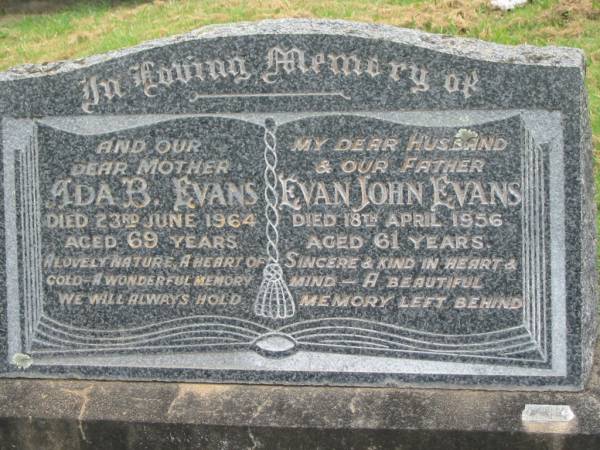 In Loving Memory of
AND OUR
DEAR MOTHER
ADA B. EVANS
DIED 23RD JUNE 1964
AGED 69 YEARS
A LOVELY NATURE, A HEART OF
GOLD - A WONDERFUL MEMORY
WE WILL ALWAYS HOLD
MY DEAR HUSBAND
& OUR FATHER
EVAN JOHN EVANS
DIED 18TH APRIL 1956
AGED 61 YEARS.
SINCERE & KIND IN HEART &
MIND - A BEAUTIFUL
MEMORY LEFT BEHIND